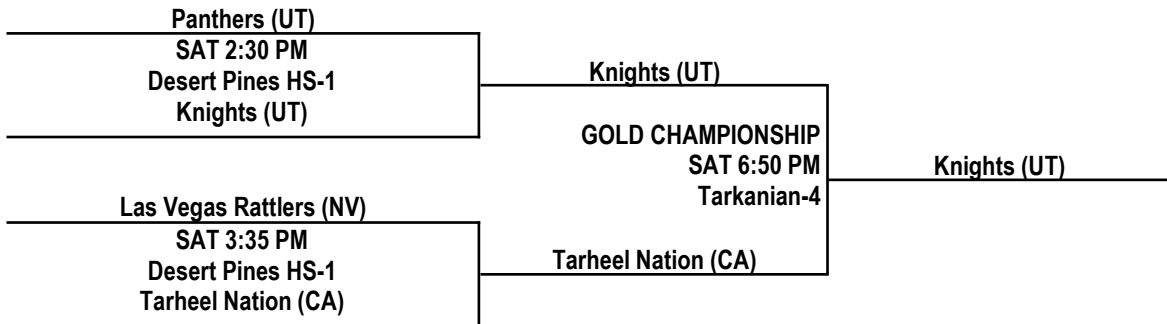 Panthers (UT)
SAT 2:30 PM
Desert Pines HS-1
Knights (UT)
Knights (UT)
GOLD CHAMPIONSHIP
SAT 6:50 PM
Tarkanian-4
Knights (UT)
Las Vegas Rattlers (NV)
SAT 3:35 PM
Desert Pines HS-1
Tarheel Nation (CA)
Tarheel Nation (CA)